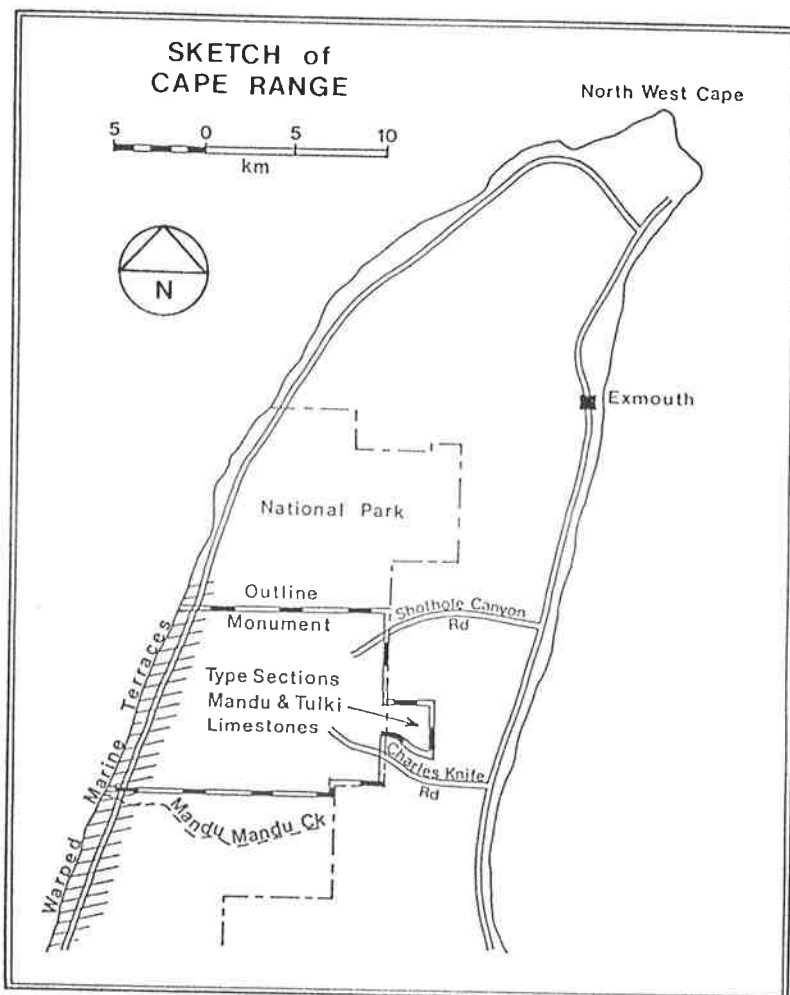 SKETCH of
CAPE RANGE
North West Cape
5 0 5 10
km
N
Exmouth
National Park
Outline
Monument
Shothole Canyon
Rd
Type Sections
Mandu & Tulki
Limestones
Charles Knife
Rd
Mandu Mandu Ck
Warped Marine Terraces